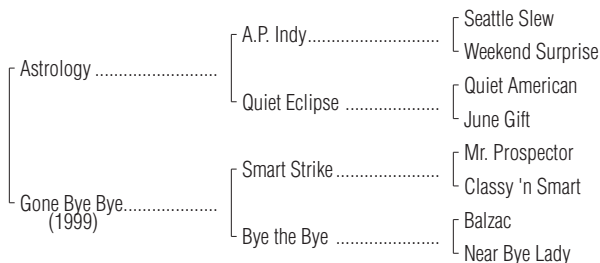 Seattle Slew
A.P. Indy..............................
Weekend Surprise
Astrology ............................
Quiet American
Quiet Eclipse .....................
June Gift
Mr. Prospector
Smart Strike .......................
Classy 'n Smart
Gone Bye Bye.....................
(1999)
Balzac
Bye the Bye .......................
Near Bye Lady